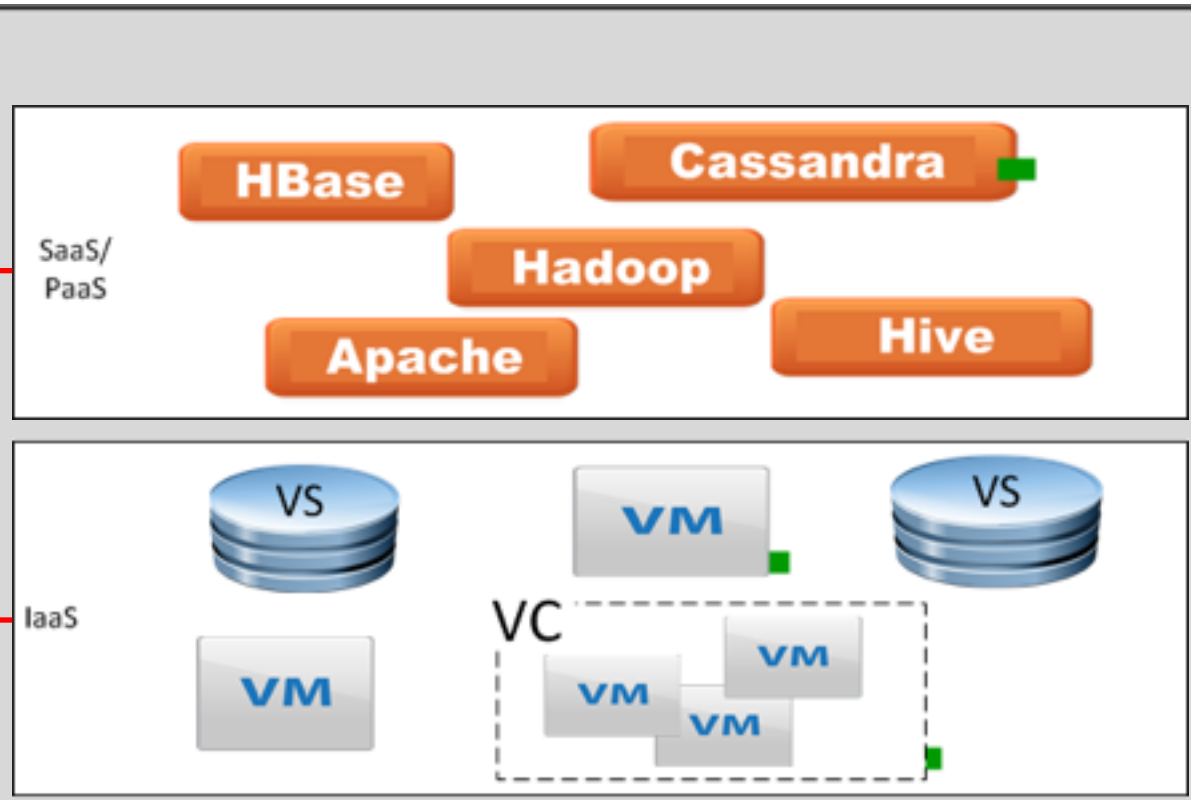 HBase
Cassandra
SaaS/
PaaS
Hadoop
Apache
Hive
VS
VM
VS
IaaS
VC
VM
VM
VM
VM